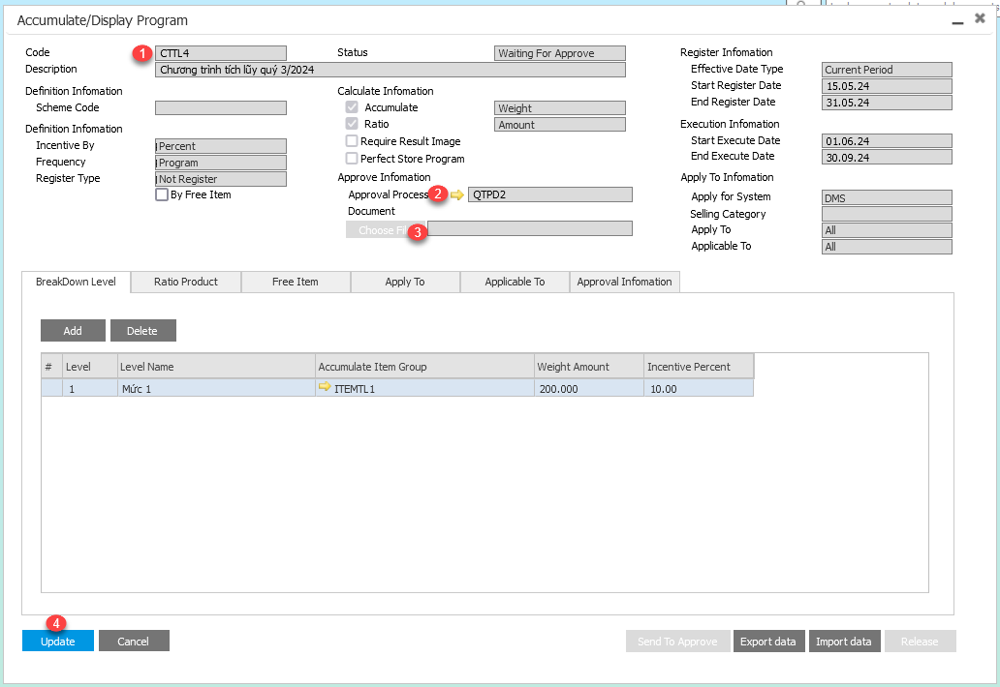 Accumulate/Display Program
Code
1
CTTL4
Description
Chương trình tích lũy quý 3/2024
Status
Waiting For Approve
Definition Infomation
Scheme Code
Definition Infomation
Incentive By
Percent
Frequency
Program
Register Type
Not Register
By Free Item
Calculate Infomation
Accumulate
Weight
Ratio
Amount
Require Result Image
Perfect Store Program
Approve Infomation
Approval Process
2
QTPD2
Document
Choose Fil
3
Register Infomation
Effective Date Type
Current Period
Start Register Date
15.05.24
End Register Date
31.05.24
Execution Infomation
Start Execute Date
01.06.24
End Execute Date
30.09.24
Apply To Infomation
Apply for System
DMS
Selling Category
Apply To
All
Applicable To
All
BreakDown Level
Ratio Product
Free Item
Apply To
Applicable To
Approval Infomation
Add
Delete
# Level Level Name Accumulate Item Group Weight Amount Incentive Percent
1 Mức 1 ITEMTL1 200.000 10.00
4
Update
Cancel
Send To Approve
Export data
Import data
Release